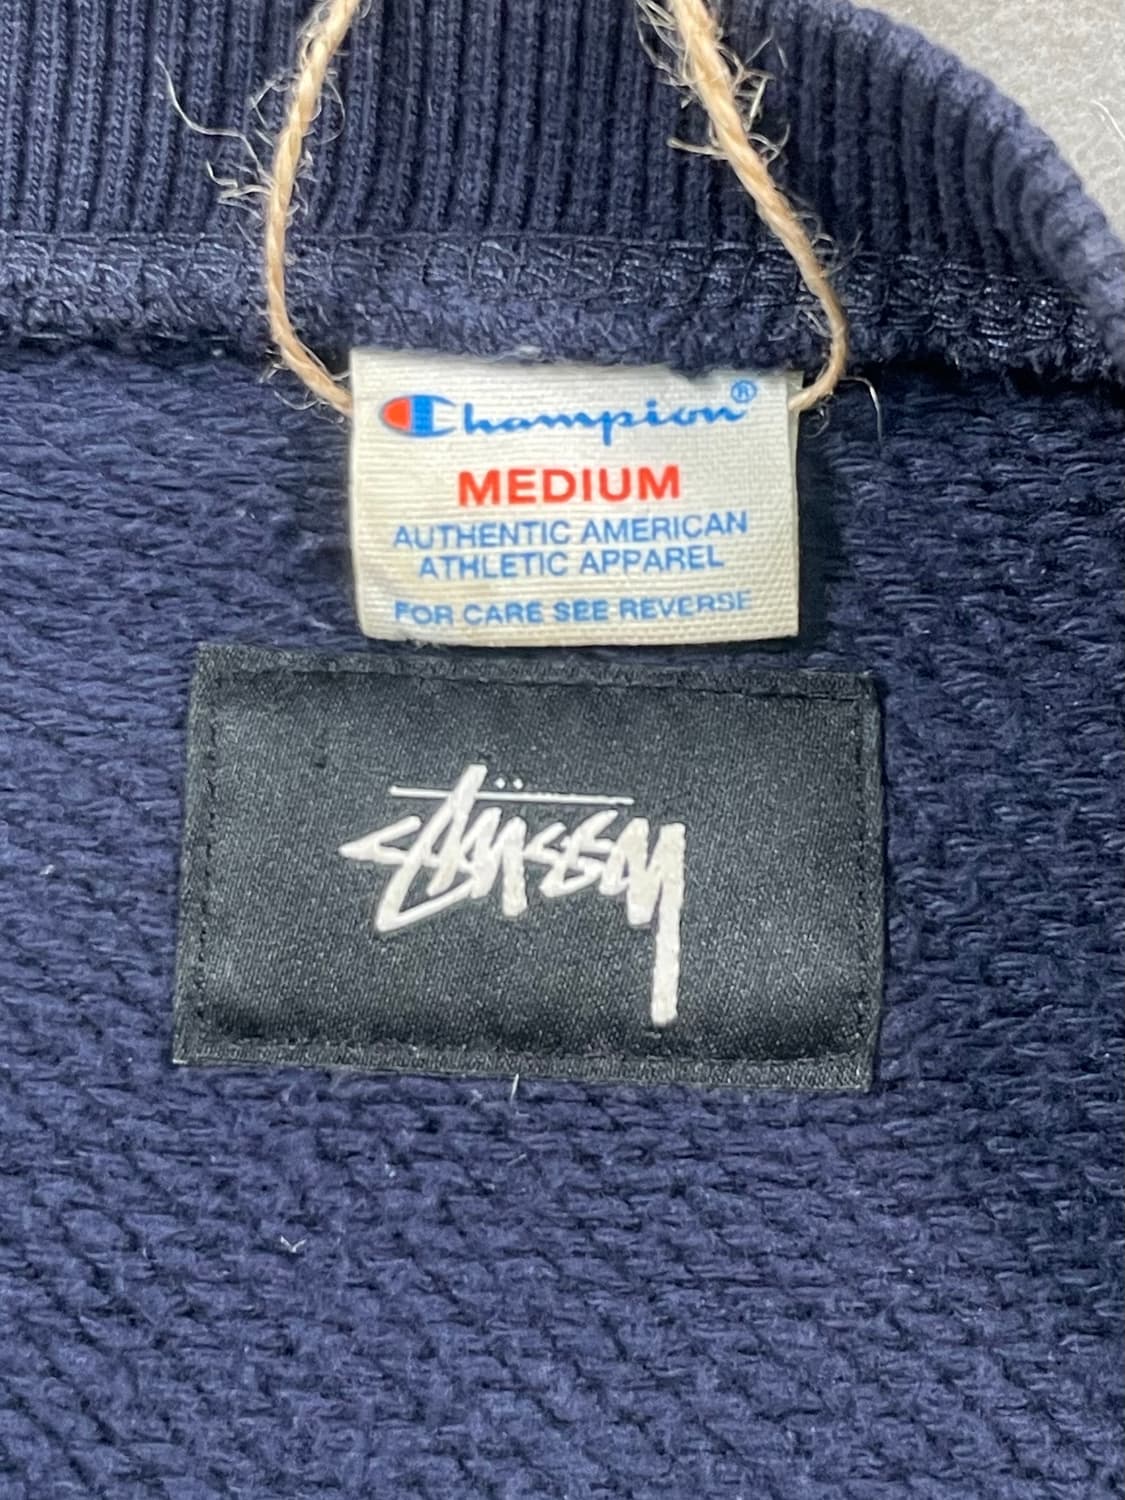 Champion®
MEDIUM
AUTHENTIC AMERICAN
ATHLETIC APPAREL
FOR CARE SEE REVERSE
Stüssy